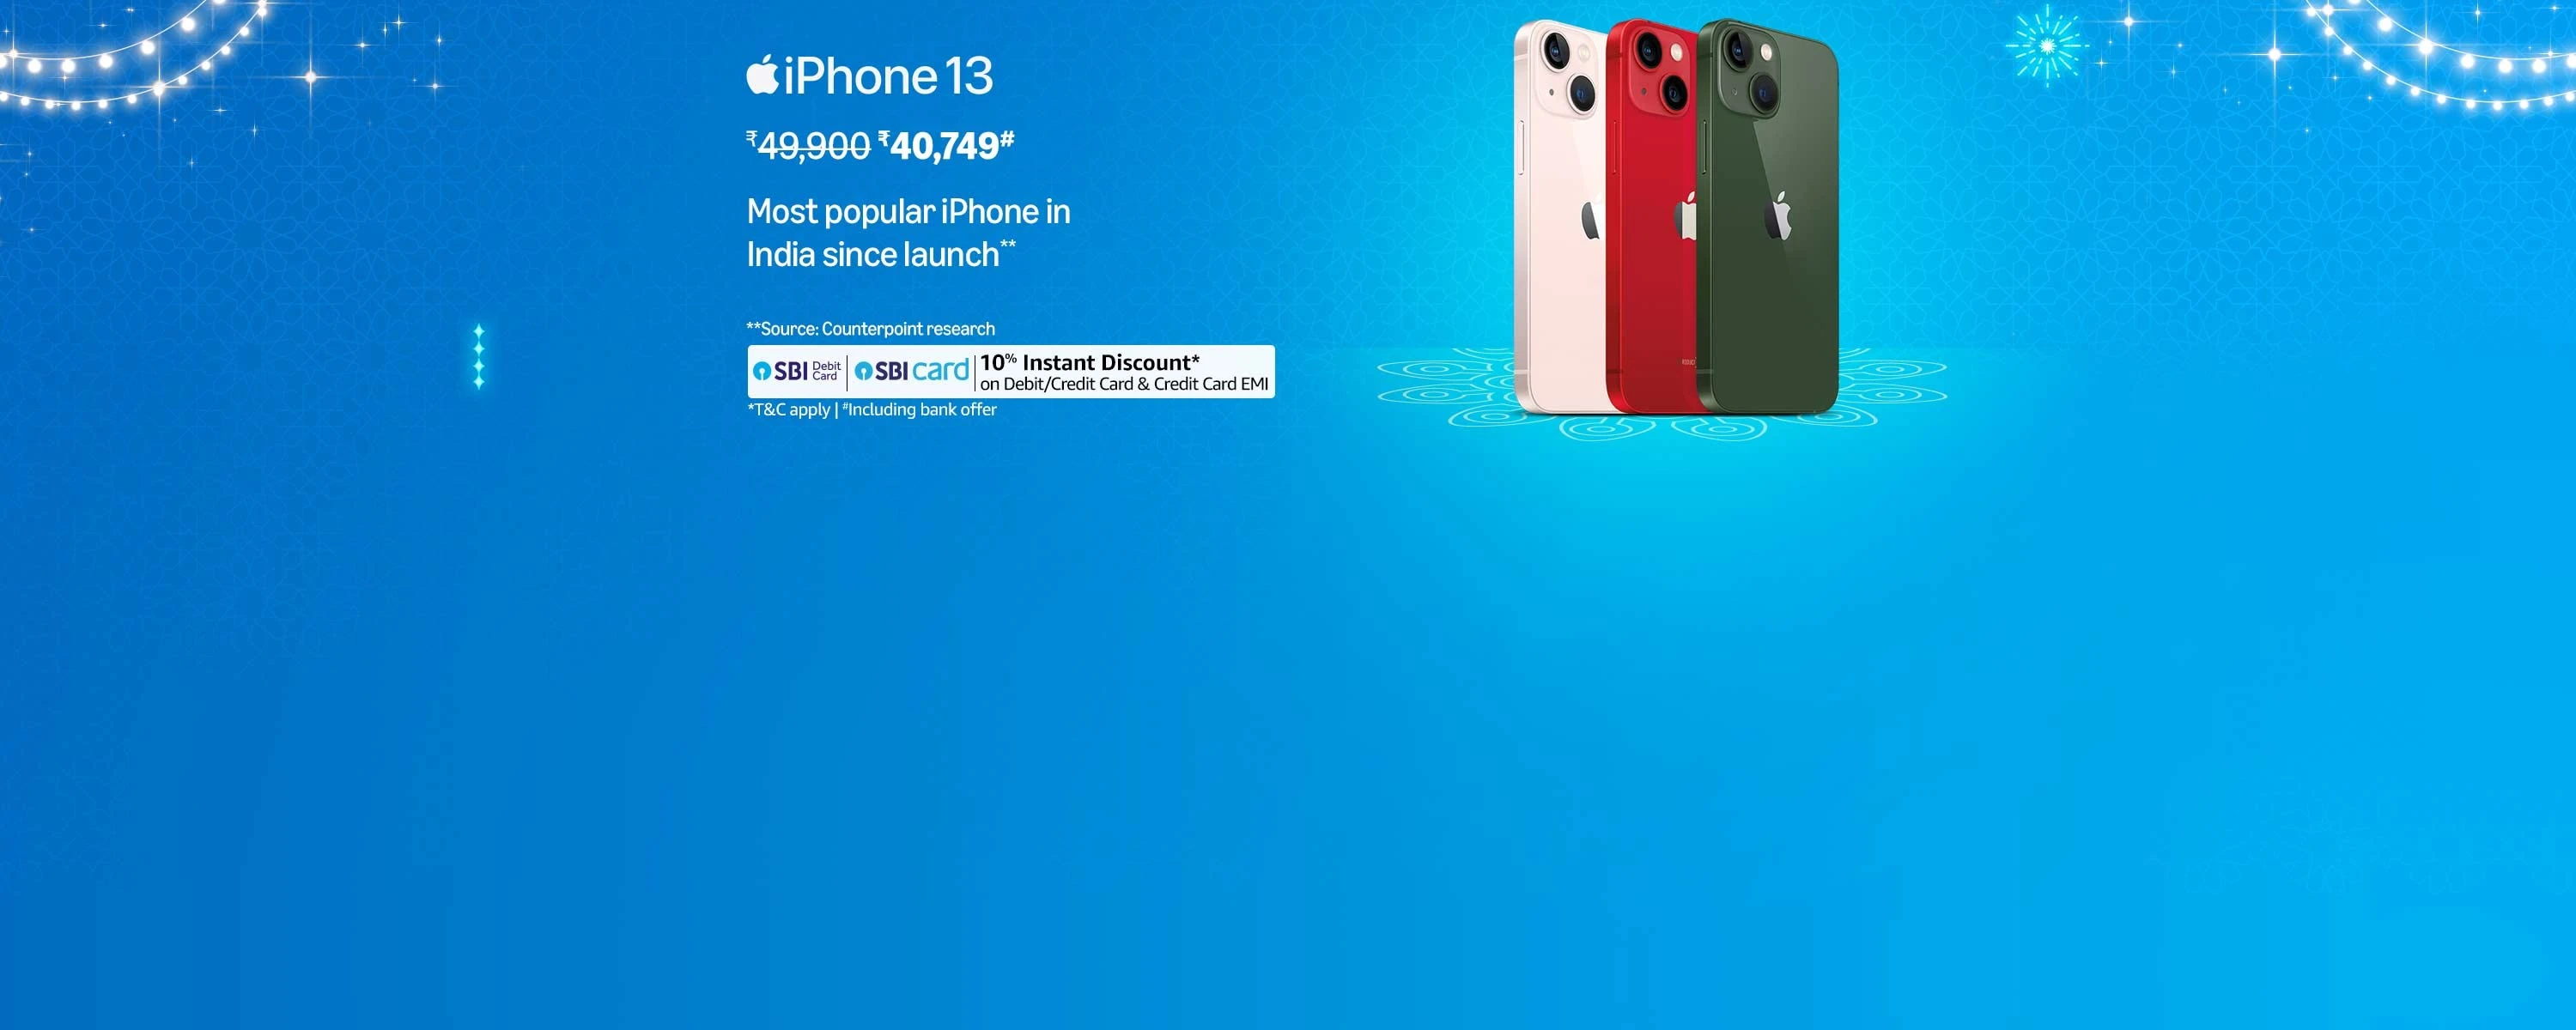 iPhone 13
₹49,900 ₹40,749#
Most popular iPhone in
India since launch**
**Source: Counterpoint research
SBI Debit Card | SBI card | 10% Instant Discount*
on Debit/Credit Card & Credit Card EMI
*T&C apply | #Including bank offer